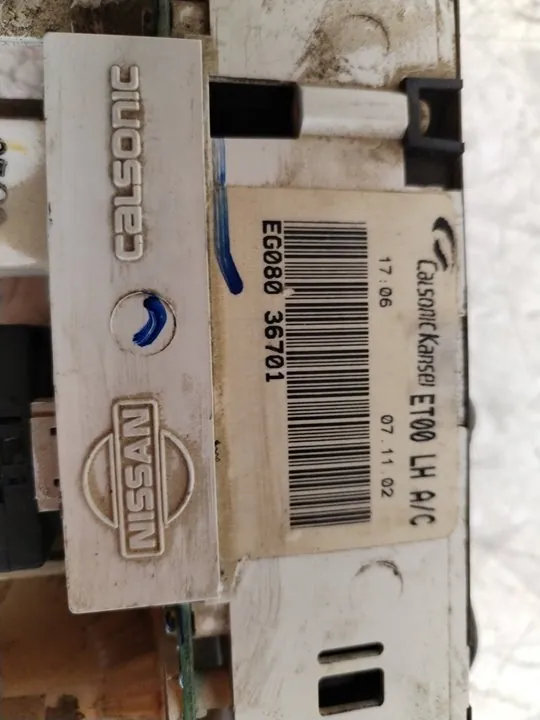 CALSONIC
NISSAN
CalsonicKansei ET00 LH A/C
17:06 07.11.02
EG080 36701